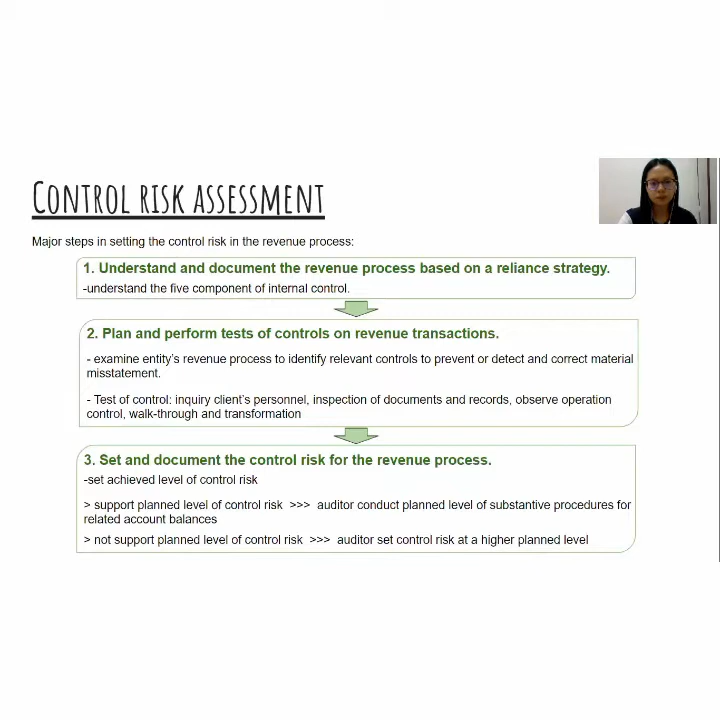 CONTROL RISK ASSESSMENT
Major steps in setting the control risk in the revenue process:
1. Understand and document the revenue process based on a reliance strategy.
-understand the five component of internal control.
2. Plan and perform tests of controls on revenue transactions.
- examine entity's revenue process to identify relevant controls to prevent or detect and correct material
misstatement.
- Test of control: inquiry client's personnel, inspection of documents and records, observe operation
control, walk-through and transformation
3. Set and document the control risk for the revenue process.
-set achieved level of control risk
> support planned level of control risk >>> auditor conduct planned level of substantive procedures for
related account balances
> not support planned level of control risk >>> auditor set control risk at a higher planned level